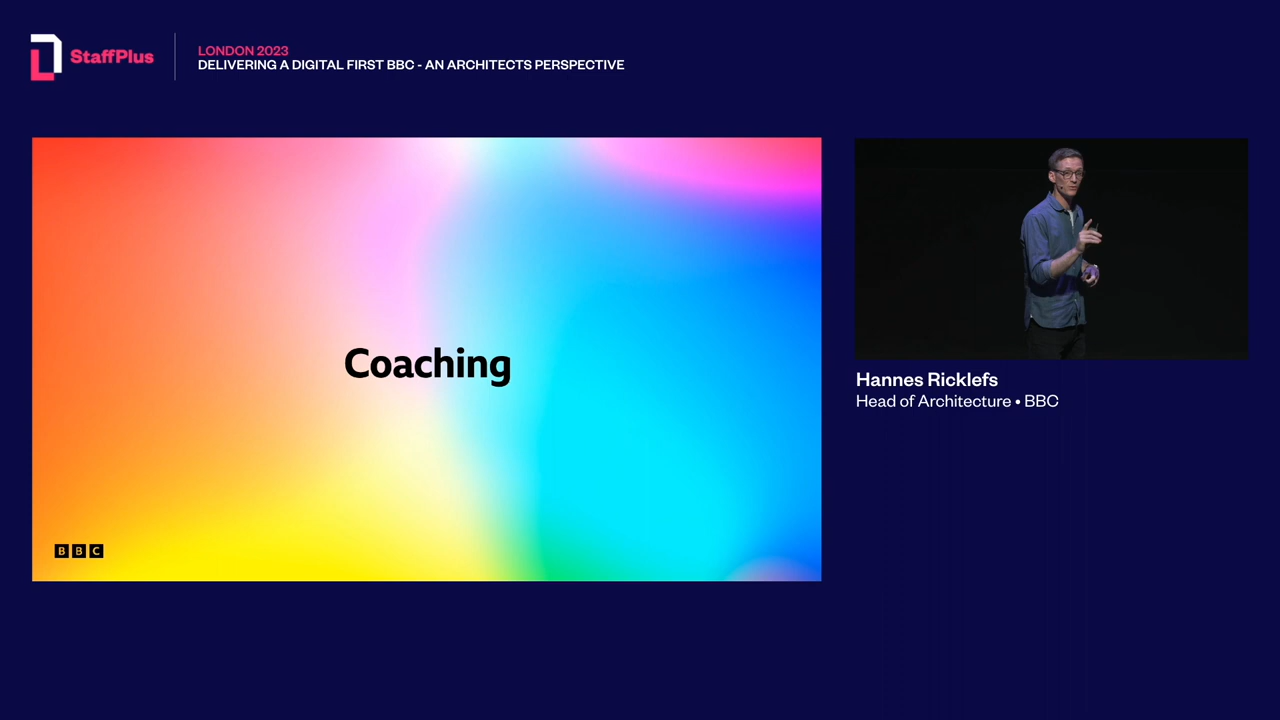 StaffPlus
LONDON 2023
DELIVERING A DIGITAL FIRST BBC - AN ARCHITECTS PERSPECTIVE
Coaching
BBC
Hannes Ricklefs
Head of Architecture • BBC